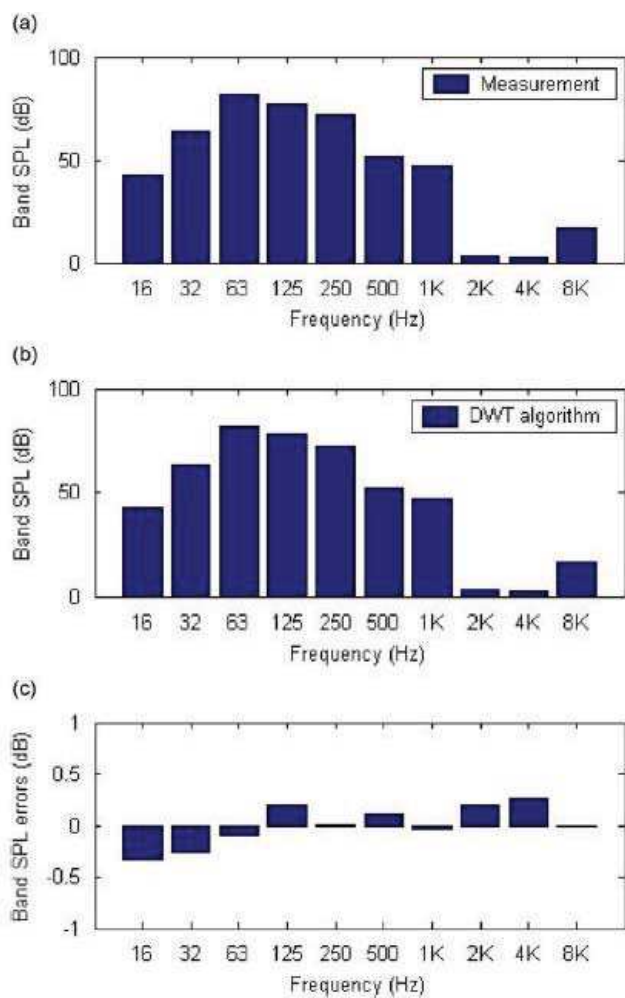 (a)
100
Measurement
Band SPL (dB)
50
0
16 32 63 125 250 500 1K 2K 4K 8K
Frequency (Hz)
(b)
100
DWT algorithm
Band SPL (dB)
50
0
16 32 63 125 250 500 1K 2K 4K 8K
Frequency (Hz)
(c)
1
Band SPL errors (dB)
0.5
0
-0.5
-1
16 32 63 125 250 500 1K 2K 4K 8K
Frequency (Hz)